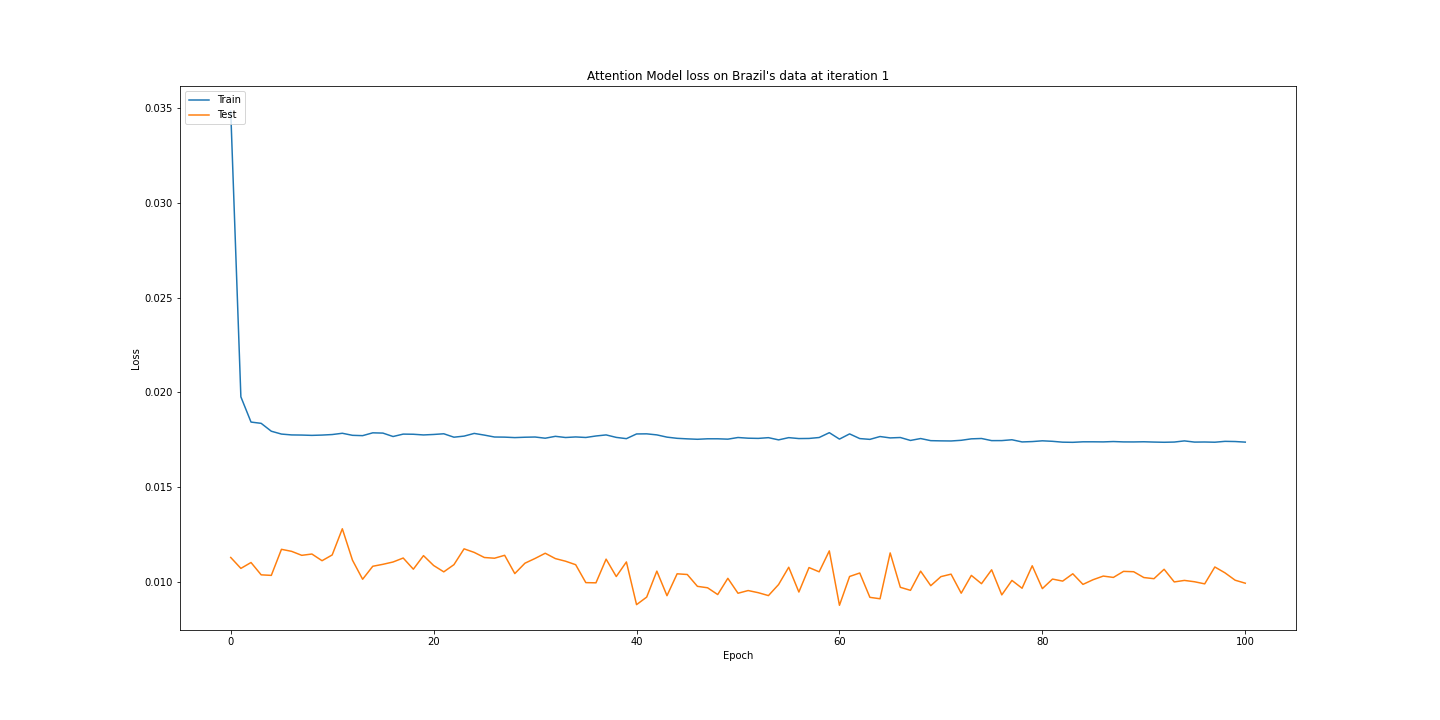 Attention Model loss on Brazil's data at iteration 1
Train
Test
0.035
0.030
0.025
0.020
0.015
0.010
Loss
0 20 40 60 80 100
Epoch